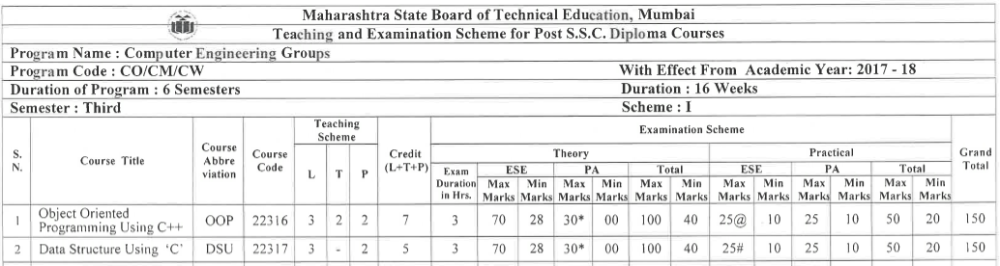 Maharashtra State Board of Technical Education, Mumbai
Teaching and Examination Scheme for Post S.S.C. Diploma Courses
Program Name : Computer Engineering Groups
Program Code : CO/CM/CW With Effect From Academic Year: 2017 - 18
Duration of Program : 6 Semesters Duration : 16 Weeks
Semester : Third Scheme : I
S. N. Course Title Course Abbre viation Course Code Teaching Scheme Credit (L+T+P) Examination Scheme Grand Total
L T P Theory Practical
Exam Duration in Hrs. ESE PA Total ESE PA Total
Max Marks Min Marks Max Marks Min Marks Max Marks Min Marks Max Marks Min Marks Max Marks Min Marks Max Marks Min Marks
1 Object Oriented Programming Using C++ OOP 22316 3 2 2 7 3 70 28 30* 00 100 40 25@ 10 25 10 50 20 150
2 Data Structure Using 'C' DSU 22317 3 - 2 5 3 70 28 30* 00 100 40 25# 10 25 10 50 20 150